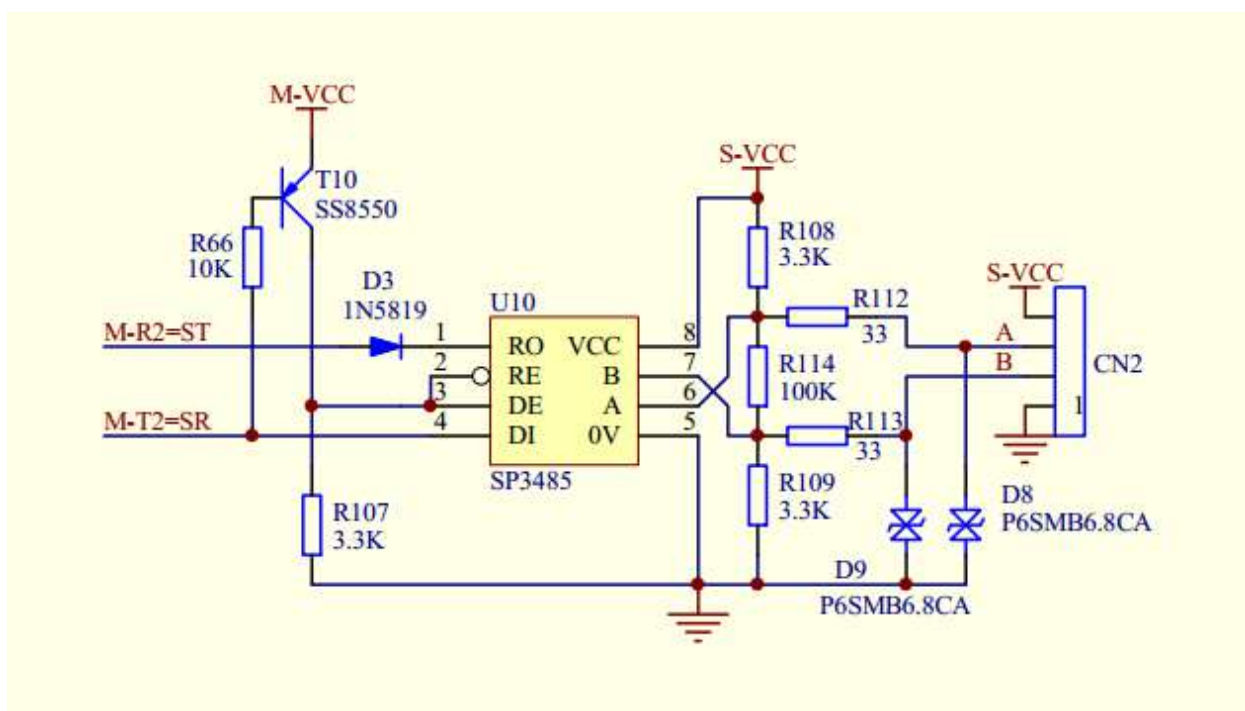 M-VCC
T10
SS8550
R66
10K
D3
1N5819
M-R2=ST
M-T2=SR
U10
1
2
3
4
RO
RE
DE
DI
VCC
B
A
0V
8
7
6
5
SP3485
R107
3.3K
S-VCC
R108
3.3K
R112
33
R114
100K
R113
33
R109
3.3K
S-VCC
A
B
CN2
1
D8
P6SMB6.8CA
D9
P6SMB6.8CA